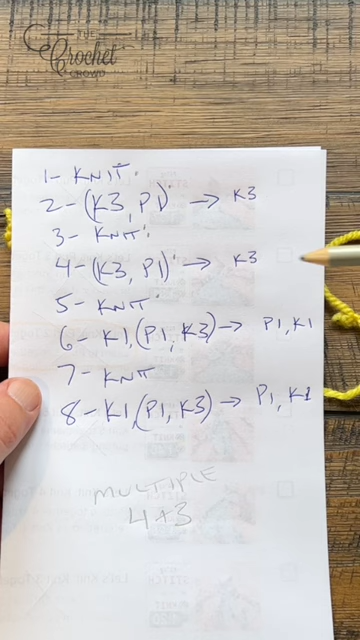 THE
Crochet
CROWD
1- KNIT.
2- (K3, P1) → K3
3- KNIT.
4- (K3, P1) → K3
5- KNIT.
6- K1, (P1, K3) → P1, K1
7- KNIT
8- K1, (P1, K3) → P1, K1
MULTIPLE
4+3